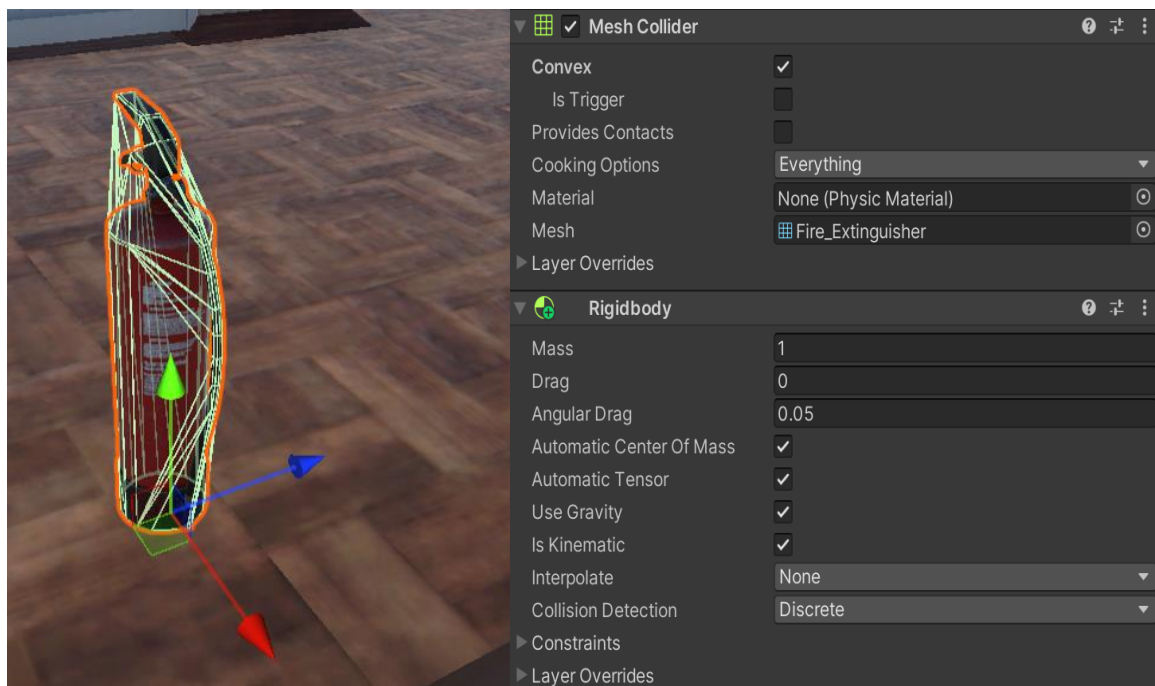 Mesh Collider
Convex
Is Trigger
Provides Contacts
Cooking Options Everything
Material None (Physic Material)
Mesh Fire_Extinguisher
Layer Overrides
Rigidbody
Mass 1
Drag 0
Angular Drag 0.05
Automatic Center Of Mass
Automatic Tensor
Use Gravity
Is Kinematic
Interpolate None
Collision Detection Discrete
Constraints
Layer Overrides